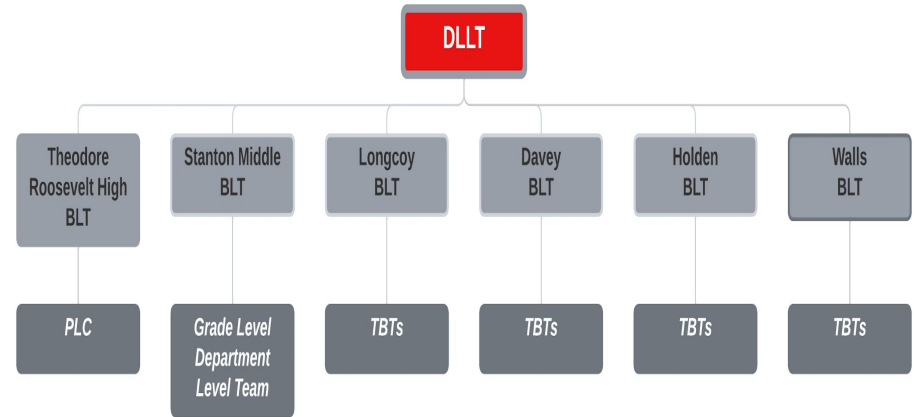 DLLT
Theodore
Roosevelt High
BLT
Stanton Middle
BLT
Longcoy
BLT
Davey
BLT
Holden
BLT
Walls
BLT
PLC
Grade Level
Department
Level Team
TBTs
TBTs
TBTs
TBTs